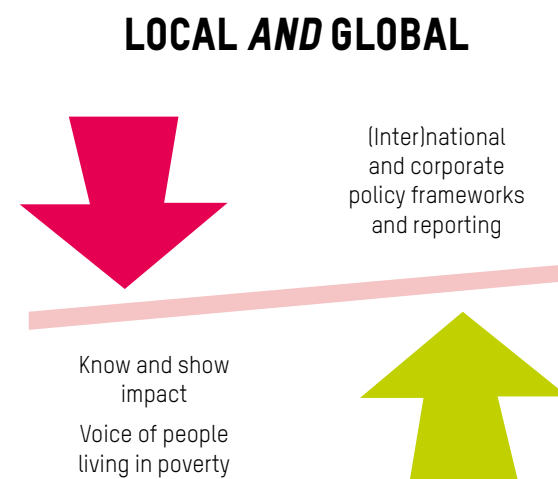 LOCAL AND GLOBAL
(Inter)national
and corporate
policy frameworks
and reporting
Know and show
impact
Voice of people
living in poverty